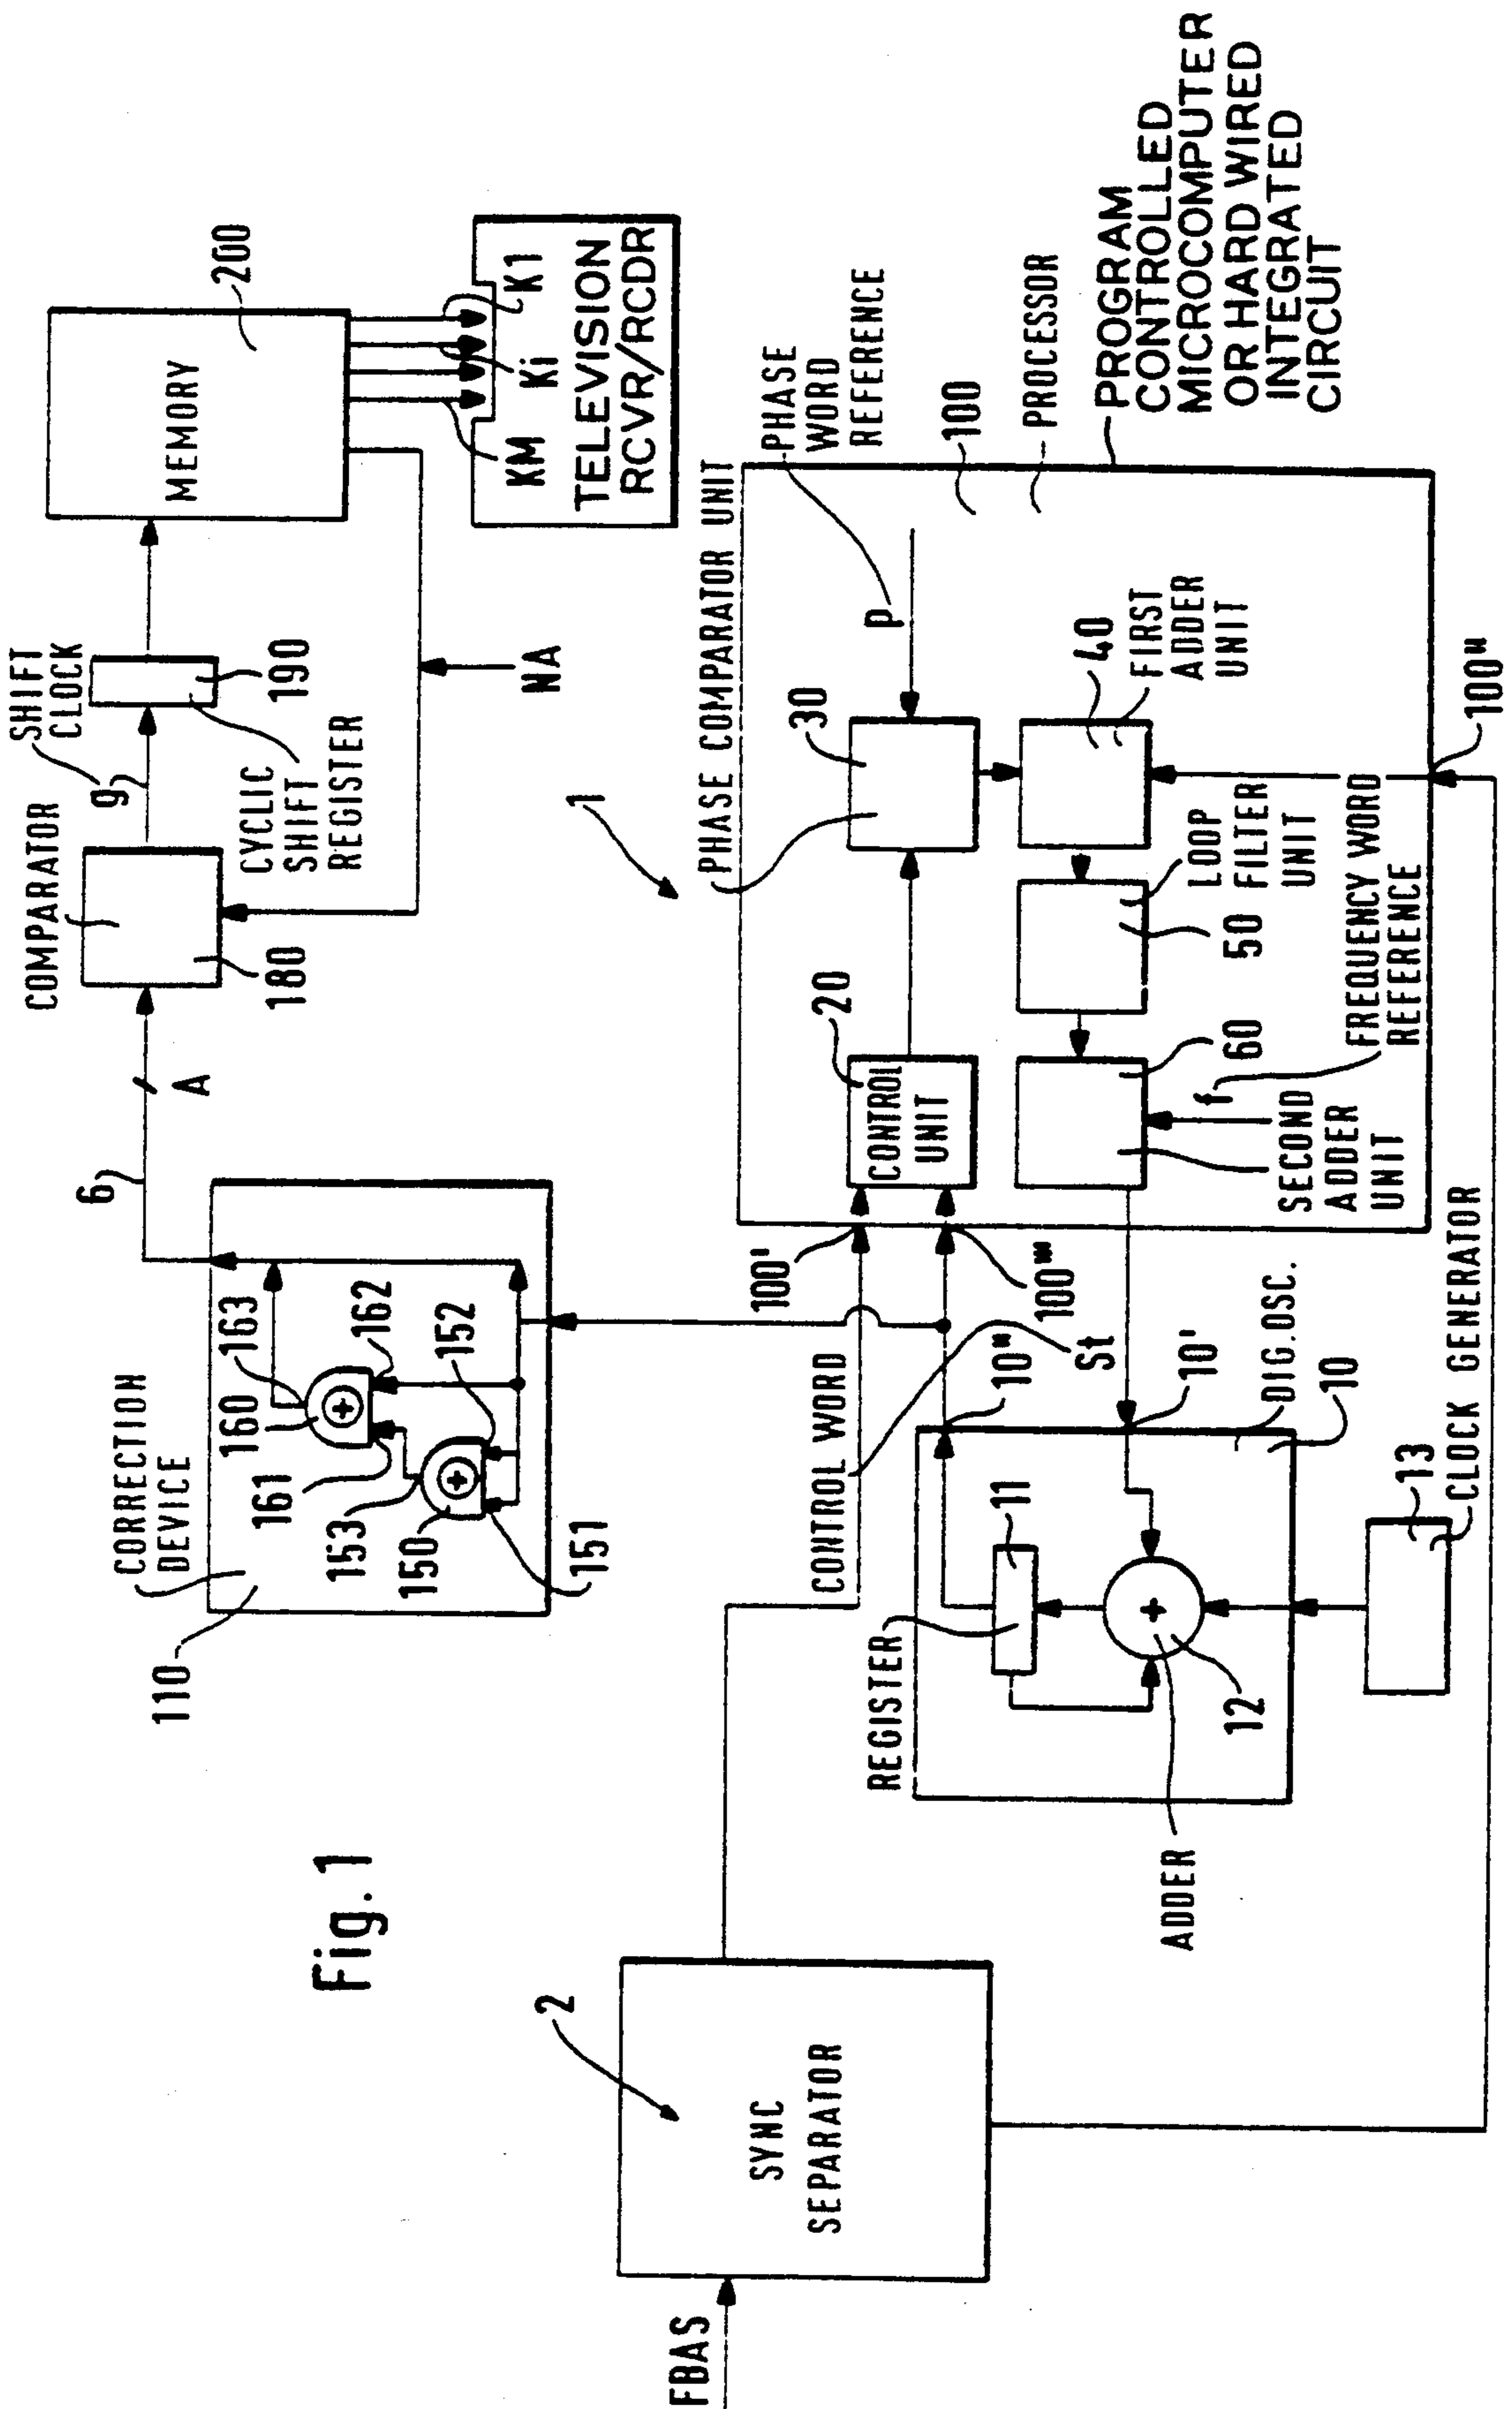 Fig. 1
FBAS
2
SYNC
SEPARATOR
110
CORRECTION
DEVICE
160
163
162
161
153
152
150
151
6
A
COMPARATOR
180
9
SHIFT
CLOCK
CYCLIC
SHIFT
REGISTER
190
NA
MEMORY
200
KM
Ki
K1
TELEVISION
RCVR/RCDR
1
CONTROL WORD
St
REGISTER
11
ADDER
12
10"
10'
DIG. OSC.
10
13
CLOCK GENERATOR
100'
100'''
20
CONTROL
UNIT
PHASE COMPARATOR UNIT
30
p
PHASE
WORD
REFERENCE
100
PROCESSOR
40
FIRST
ADDER
UNIT
LOOP
FILTER
UNIT
50
60
f
FREQUENCY WORD
REFERENCE
SECOND
ADDER
UNIT
100"
PROGRAM
CONTROLLED
MICROCOMPUTER
OR HARD WIRED
INTEGRATED
CIRCUIT